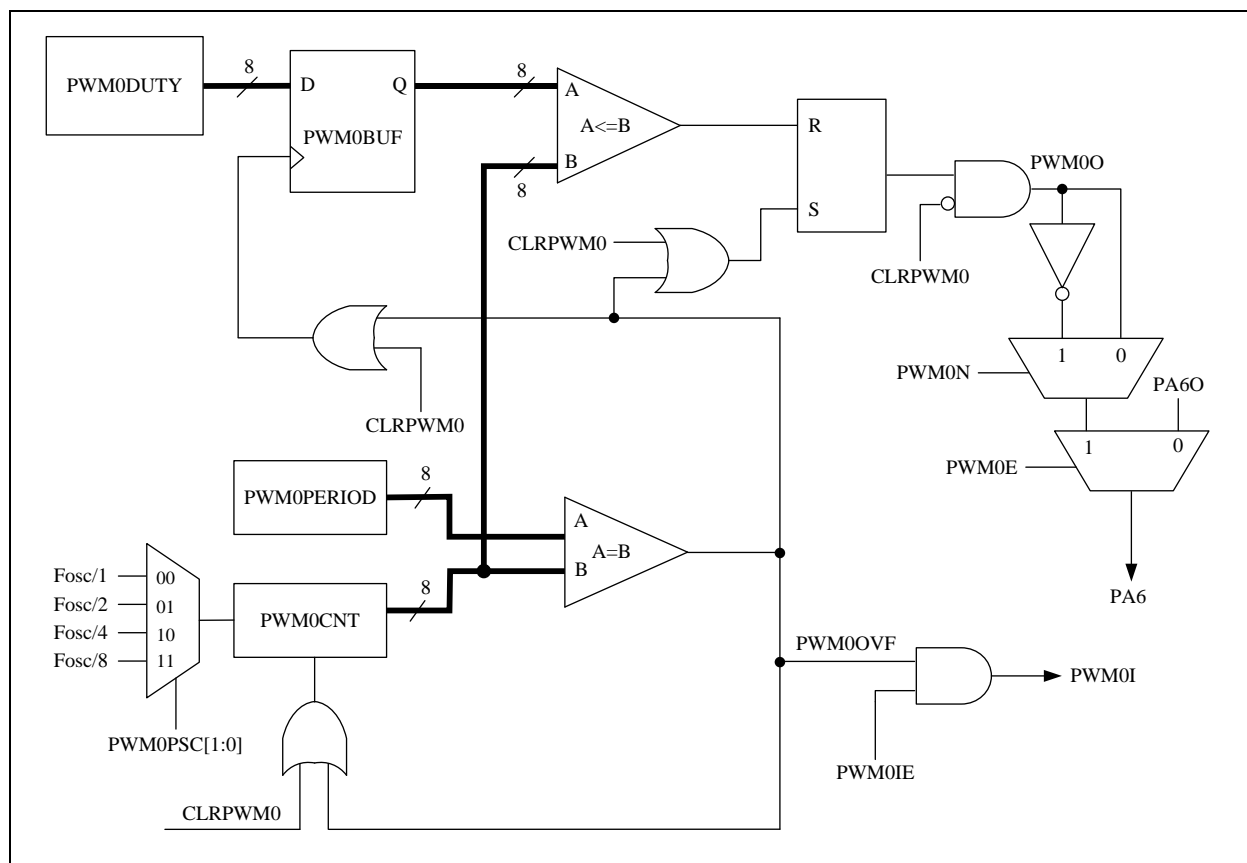 PWM0DUTY
8
D
Q
PWM0BUF
8
A
A<=B
B
8
R
S
PWM0O
CLRPWM0
CLRPWM0
CLRPWM0
1
0
PWM0N
PA6O
1
0
PWM0E
PA6
PWM0PERIOD
8
A
A=B
B
Fosc/1
00
Fosc/2
01
Fosc/4
10
Fosc/8
11
PWM0CNT
8
PWM0PSC[1:0]
CLRPWM0
PWM0OVF
PWM0I
PWM0IE